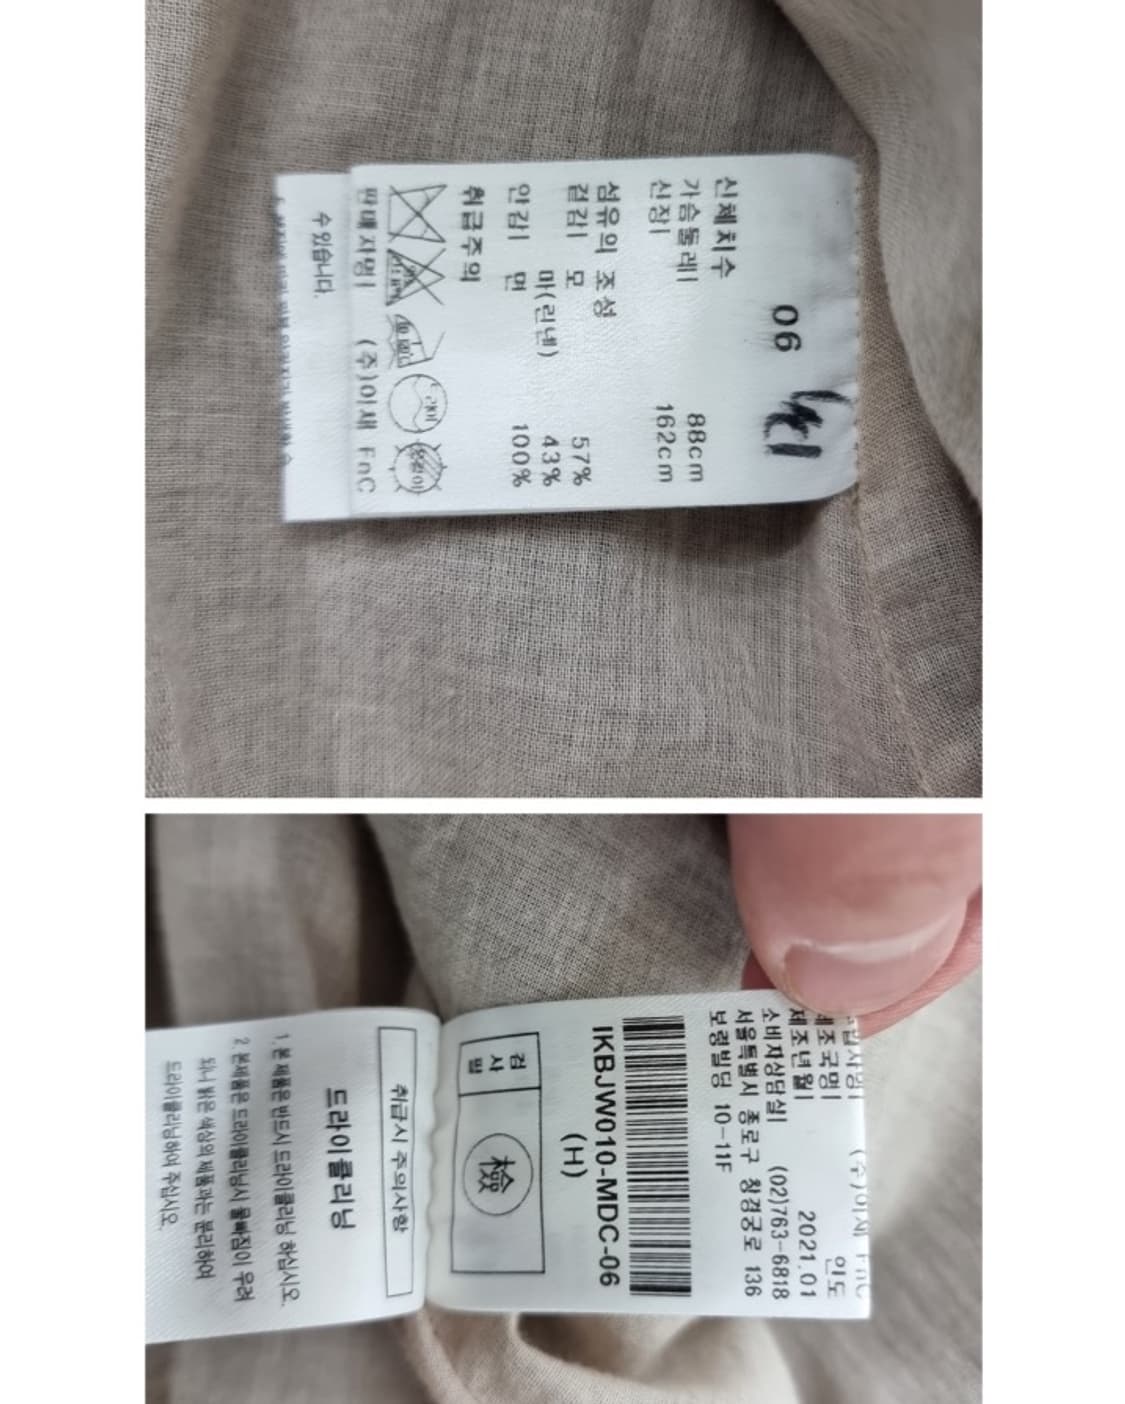 06
신체치수
가슴둘레 88cm
신장 162cm
섬유의 조성
겉감 모 57%
마(린넨) 43%
안감 면 100%
취급주의
드라이
옷걸이
판매자명 (주)이새 FnC
수 있습니다.
(주)이새 FnC
제조국명 인도
제조년월 2021.01
소비자상담실 (02)763-6818
서울특별시 종로구 창경궁로 136
보령빌딩 10-11F
IKBJW010-MDC-06
(H)
검사필
檢
취급시 주의사항
드라이클리닝
1. 본 제품은 반드시 드라이클리닝 하십시오.
2. 본제품은 드라이클리닝시 물빠짐이 우려
되니 밝은 색상의 제품과는 분리하여
드라이클리닝하여 주십시오.